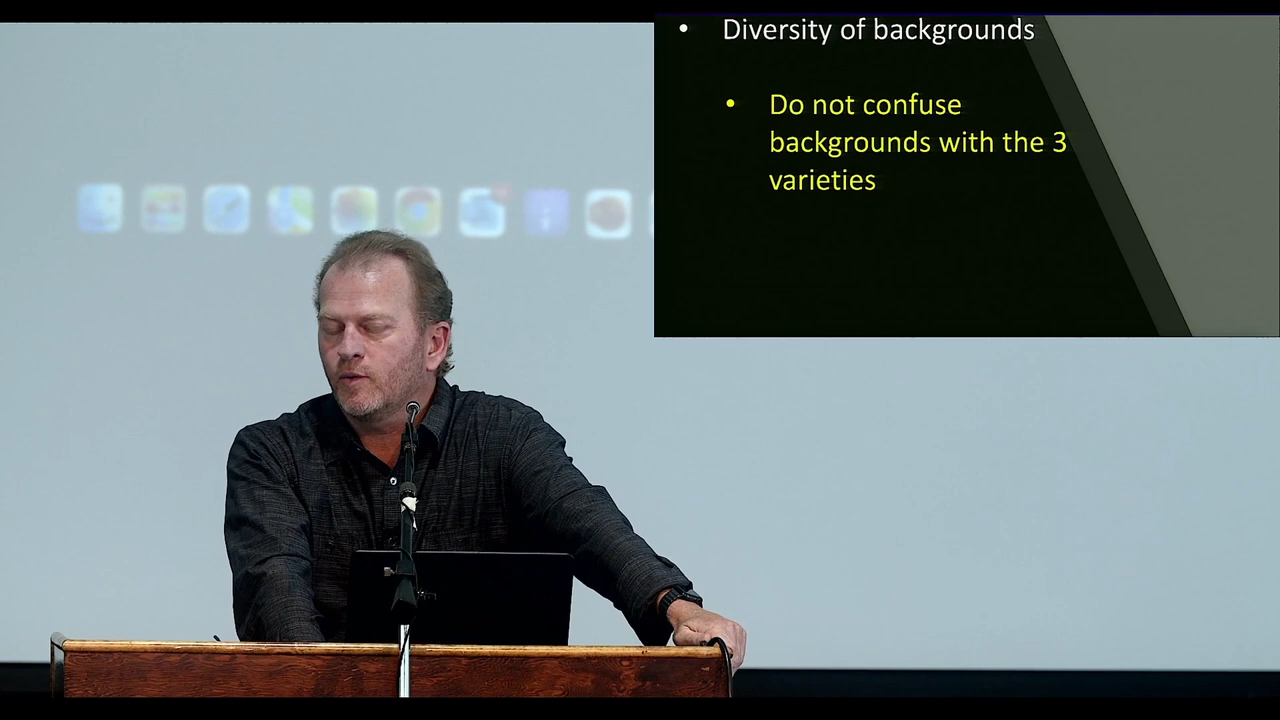 • Diversity of backgrounds
• Do not confuse
backgrounds with the 3
varieties